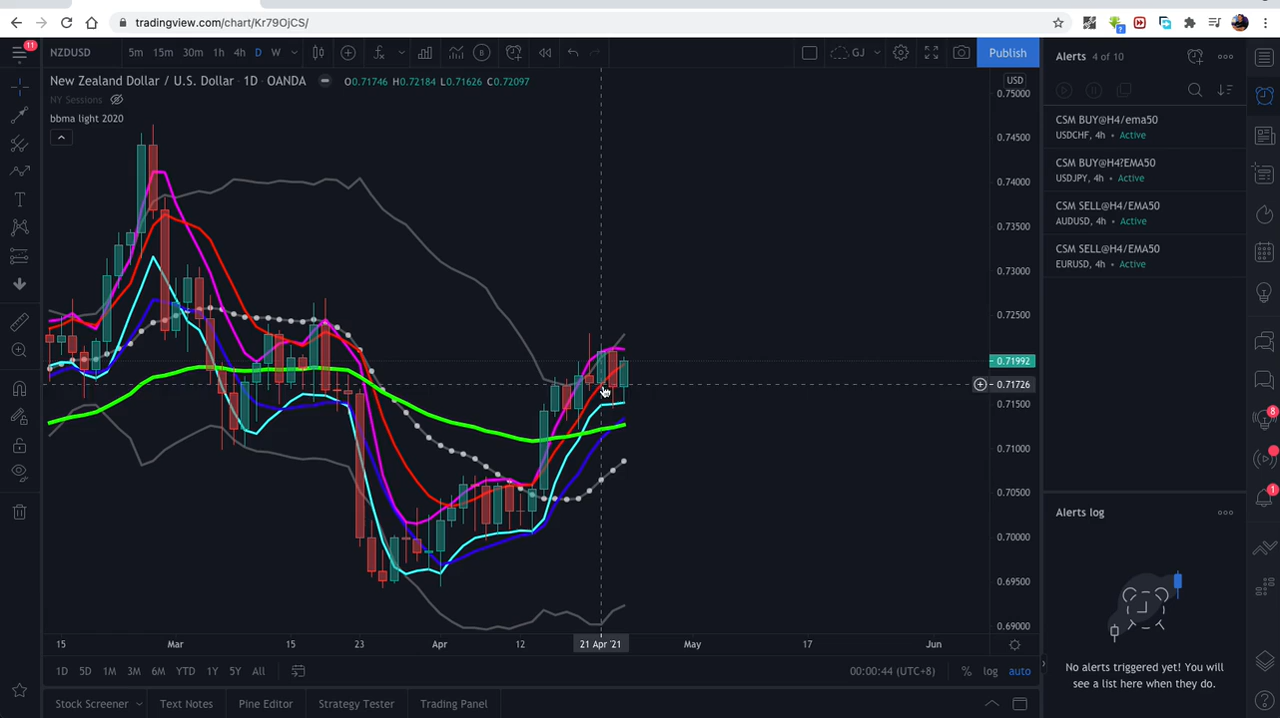 tradingview.com/chart/Kr79OjCS/
11
NZDUSD
5m 15m 30m 1h 4h D W
GJ
Publish
New Zealand Dollar / U.S. Dollar · 1D · OANDA
O0.71746 H0.72184 L0.71626 C0.72097
NY Sessions
bbma light 2020
USD
0.75000
0.74500
0.74000
0.73500
0.73000
0.72500
0.71992
0.71726
0.71500
0.71000
0.70500
0.70000
0.69500
0.69000
15 Mar 15 23 Apr 12 21 Apr '21 May 17 Jun
1D 5D 1M 3M 6M YTD 1Y 5Y All
00:00:44 (UTC+8)
% log auto
Stock Screener Text Notes Pine Editor Strategy Tester Trading Panel
Alerts 4 of 10
CSM BUY@H4/ema50
USDCHF, 4h • Active
CSM BUY@H4?EMA50
USDJPY, 4h • Active
CSM SELL@H4/EMA50
AUDUSD, 4h • Active
CSM SELL@H4/EMA50
EURUSD, 4h • Active
Alerts log
No alerts triggered yet! You will
see a list here when they do.
8
1